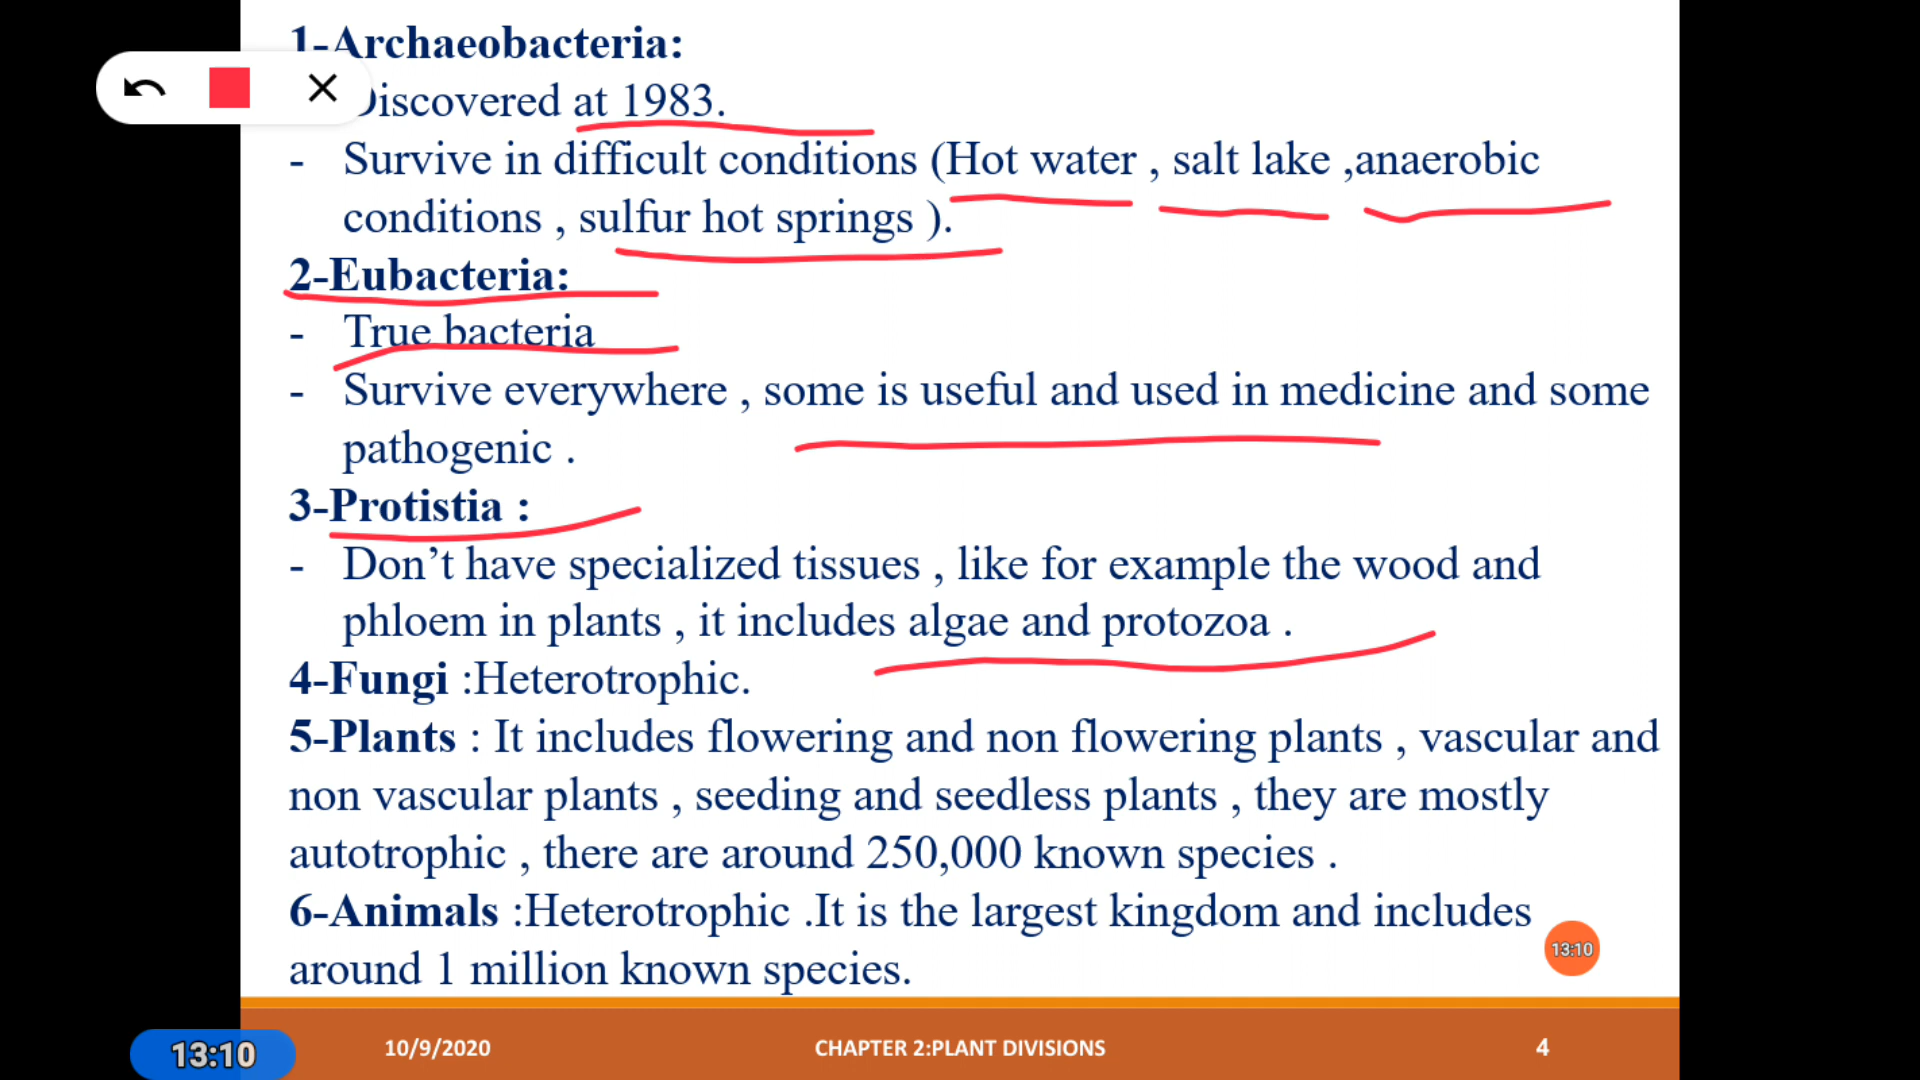 1-Archaeobacteria:
Discovered at 1983.
- Survive in difficult conditions (Hot water , salt lake ,anaerobic
conditions , sulfur hot springs ).
2-Eubacteria:
- True bacteria
- Survive everywhere , some is useful and used in medicine and some
pathogenic .
3-Protistia :
- Don’t have specialized tissues , like for example the wood and
phloem in plants , it includes algae and protozoa .
4-Fungi :Heterotrophic.
5-Plants : It includes flowering and non flowering plants , vascular and
non vascular plants , seeding and seedless plants , they are mostly
autotrophic , there are around 250,000 known species .
6-Animals :Heterotrophic .It is the largest kingdom and includes
around 1 million known species.
13:10
13:10
10/9/2020
CHAPTER 2:PLANT DIVISIONS
4